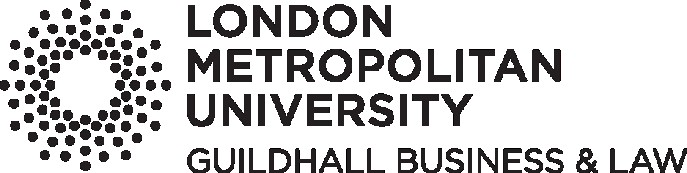 LONDON
METROPOLITAN
UNIVERSITY
GUILDHALL BUSINESS & LAW